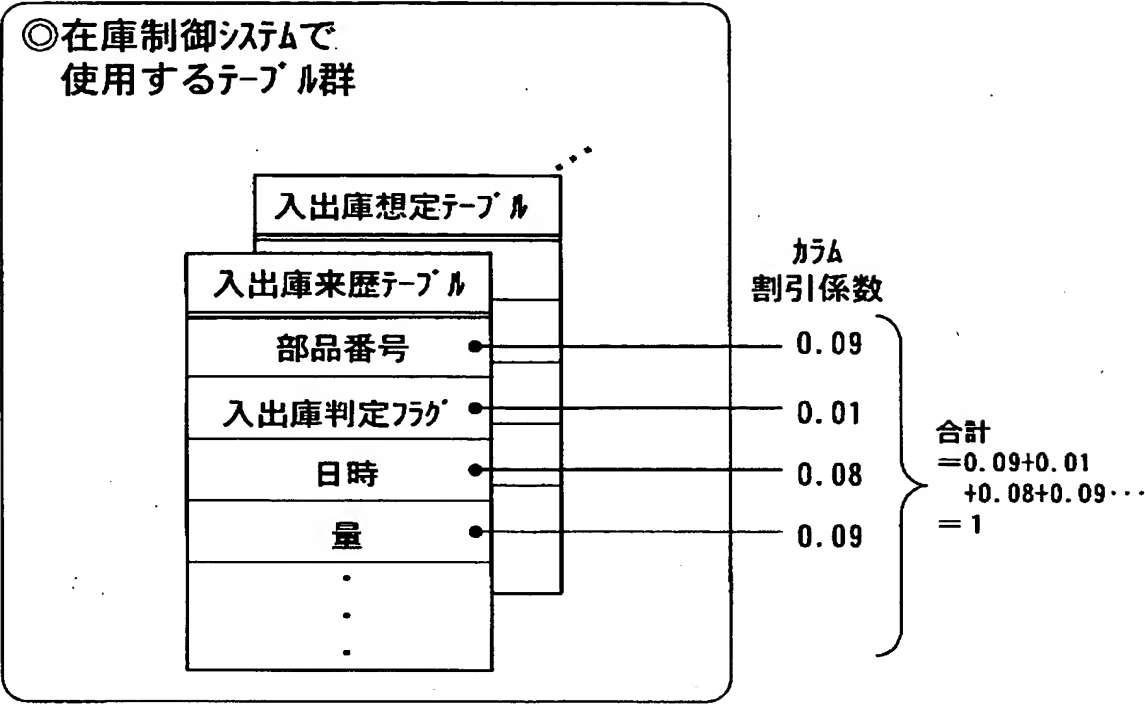 ◎在庫制御ｼｽﾃﾑで
使用するﾃｰﾌﾞﾙ群
入出庫想定ﾃｰﾌﾞﾙ
入出庫来歴ﾃｰﾌﾞﾙ
部品番号
入出庫判定ﾌﾗｸﾞ
日時
量
ｶﾗﾑ
割引係数
0.09
0.01
0.08
0.09
合計
＝0.09+0.01
+0.08+0.09･･･
＝1